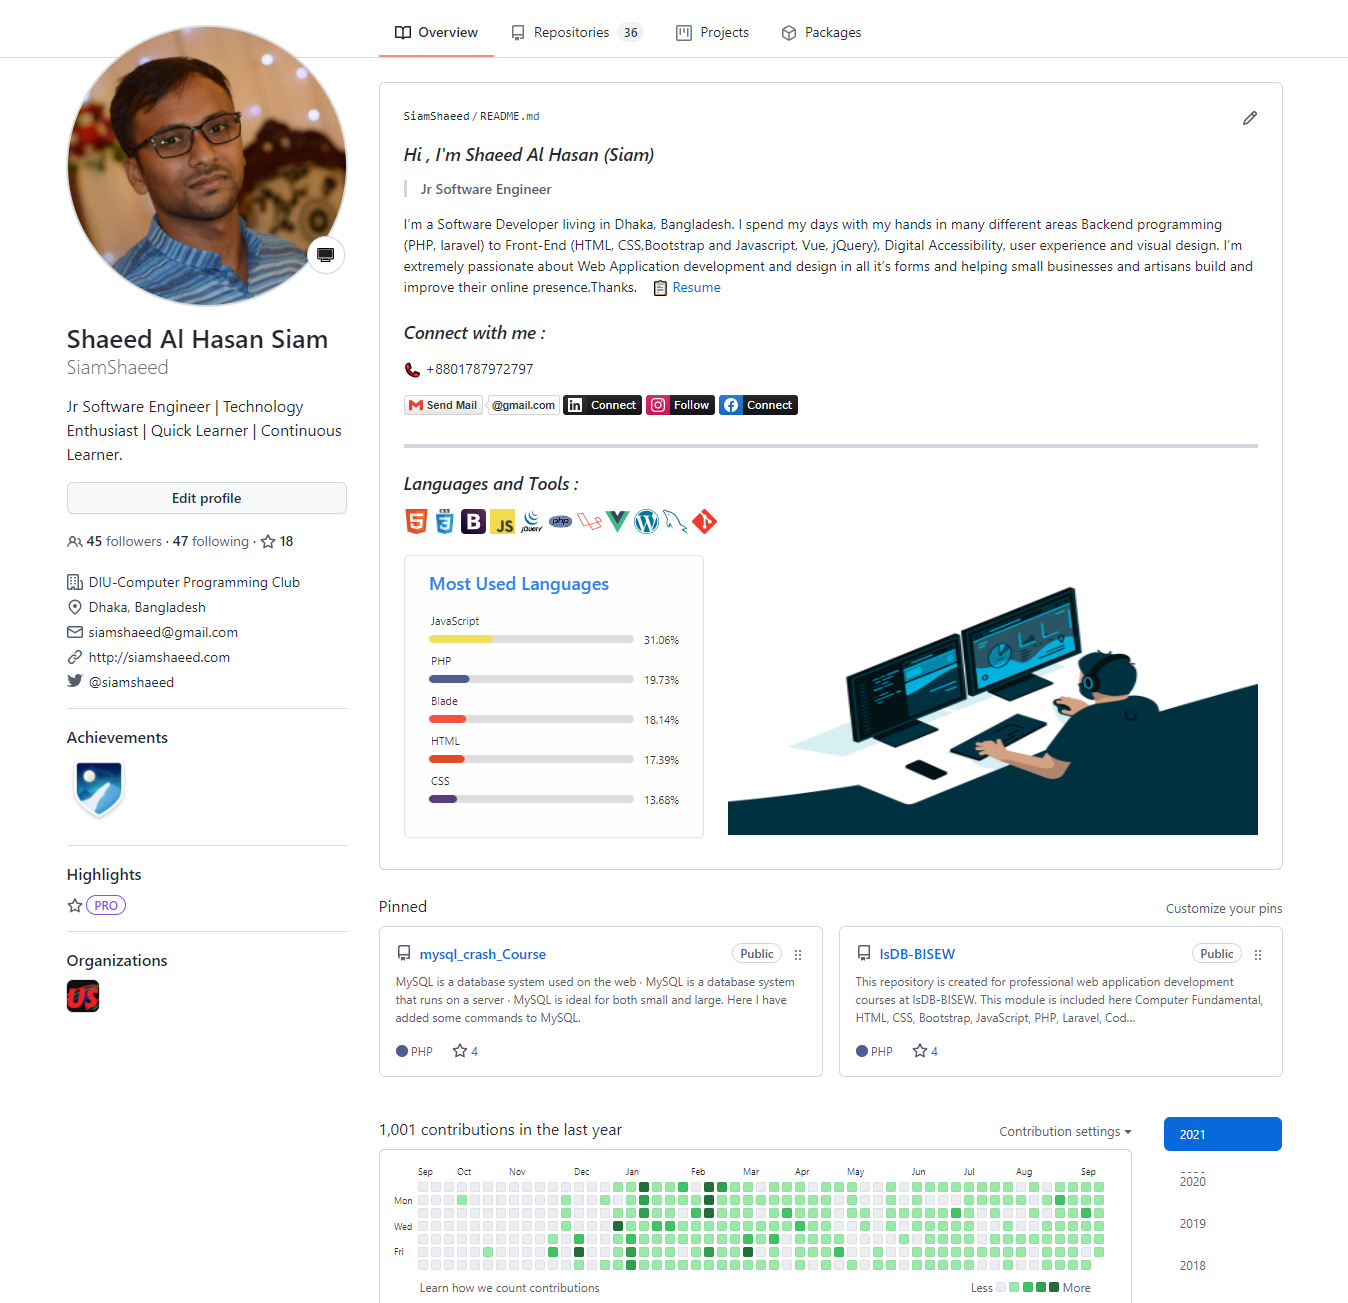 Overview
Repositories 36
Projects
Packages
SiamShaeed / README.md
Hi , I'm Shaeed Al Hasan (Siam)
Jr Software Engineer
I'm a Software Developer living in Dhaka, Bangladesh. I spend my days with my hands in many different areas Backend programming
(PHP, laravel) to Front-End (HTML, CSS,Bootstrap and Javascript, Vue, jQuery), Digital Accessibility, user experience and visual design. I'm
extremely passionate about Web Application development and design in all it's forms and helping small businesses and artisans build and
improve their online presence.Thanks. Resume
Connect with me :
+8801787972797
Send Mail @gmail.com Connect Follow Connect
Languages and Tools :
5 CSS 3 B JS jQuery php
Most Used Languages
JavaScript
31.06%
PHP
19.73%
Blade
18.14%
HTML
17.39%
CSS
13.68%
Shaeed Al Hasan Siam
SiamShaeed
Jr Software Engineer | Technology
Enthusiast | Quick Learner | Continuous
Learner.
Edit profile
45 followers · 47 following · 18
DIU-Computer Programming Club
Dhaka, Bangladesh
siamshaeed@gmail.com
http://siamshaeed.com
@siamshaeed
Achievements
Highlights
PRO
Organizations
US
Pinned
Customize your pins
mysql_crash_Course Public
MySQL is a database system used on the web · MySQL is a database system
that runs on a server · MySQL is ideal for both small and large. Here I have
added some commands to MySQL.
PHP 4
IsDB-BISEW Public
This repository is created for professional web application development
courses at IsDB-BISEW. This module is included here Computer Fundamental,
HTML, CSS, Bootstrap, JavaScript, PHP, Laravel, Cod...
PHP 4
1,001 contributions in the last year
Contribution settings
Sep Oct Nov Dec Jan Feb Mar Apr May Jun Jul Aug Sep
Mon
Wed
Fri
Learn how we count contributions
Less More
2021
2020
2019
2018